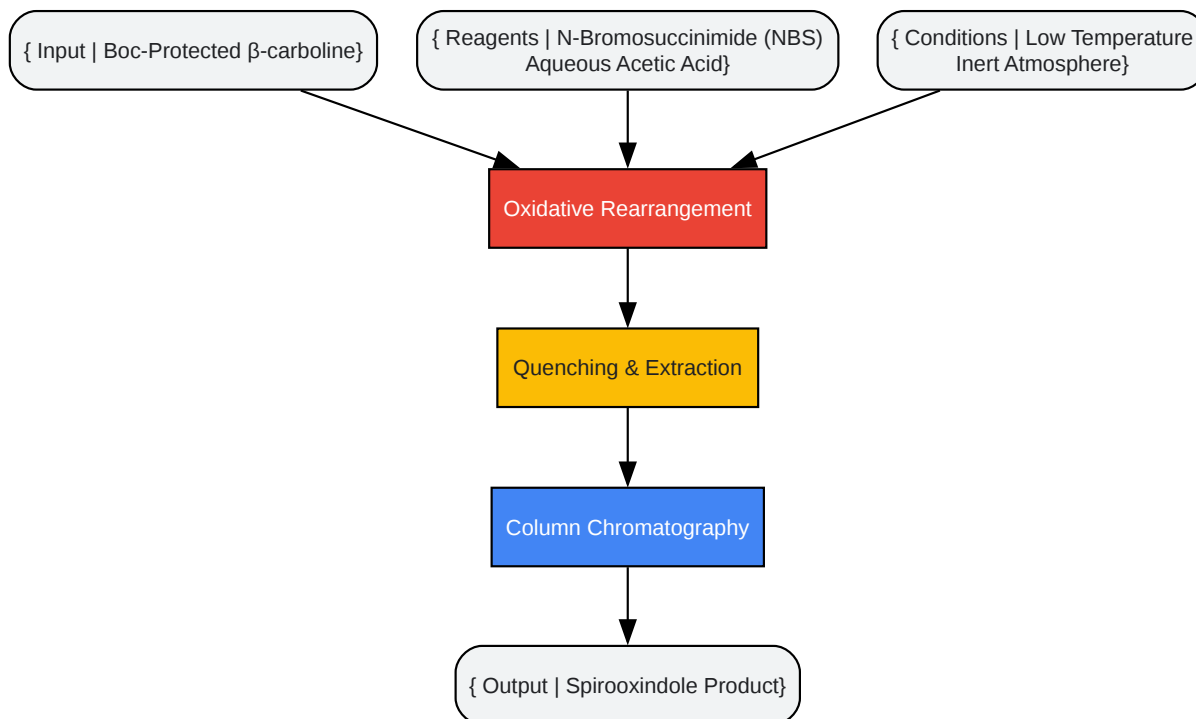 { Input | Boc-Protected β-carboline}
{ Reagents | N-Bromosuccinimide (NBS)
Aqueous Acetic Acid}
{ Conditions | Low Temperature
Inert Atmosphere}
Oxidative Rearrangement
Quenching & Extraction
Column Chromatography
{ Output | Spirooxindole Product}